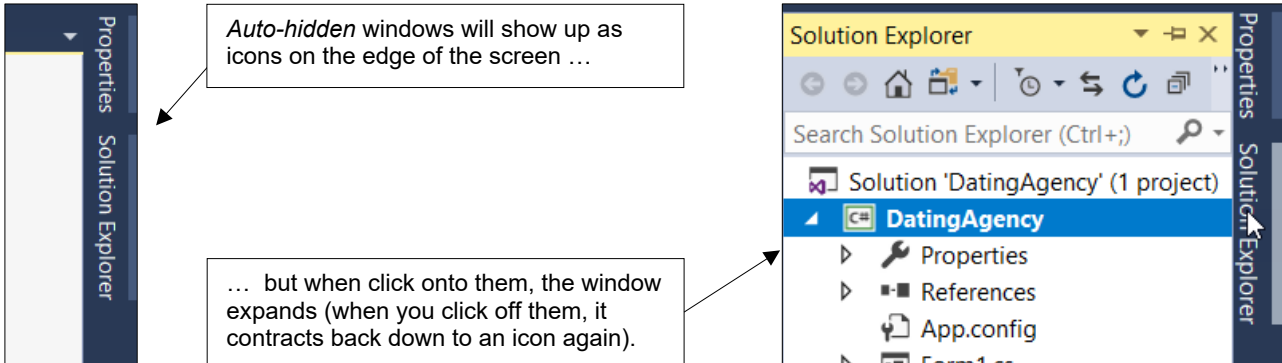 Properties
Solution Explorer
Auto-hidden windows will show up as
icons on the edge of the screen …
… but when click onto them, the window
expands (when you click off them, it
contracts back down to an icon again).
Solution Explorer
Search Solution Explorer (Ctrl+;)
Solution 'DatingAgency' (1 project)
C# DatingAgency
Properties
References
App.config
Form1.cs
Properties
Solution Explorer